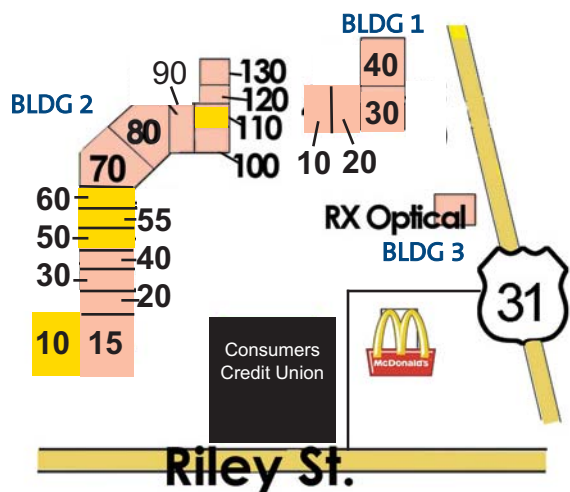 BLDG 1
90
130
40
BLDG 2
120
80
110
30
100
10 20
70
60
55
RX Optical
50
BLDG 3
40
30
20
31
10 15
Consumers
Credit Union
McDonald's
Riley St.